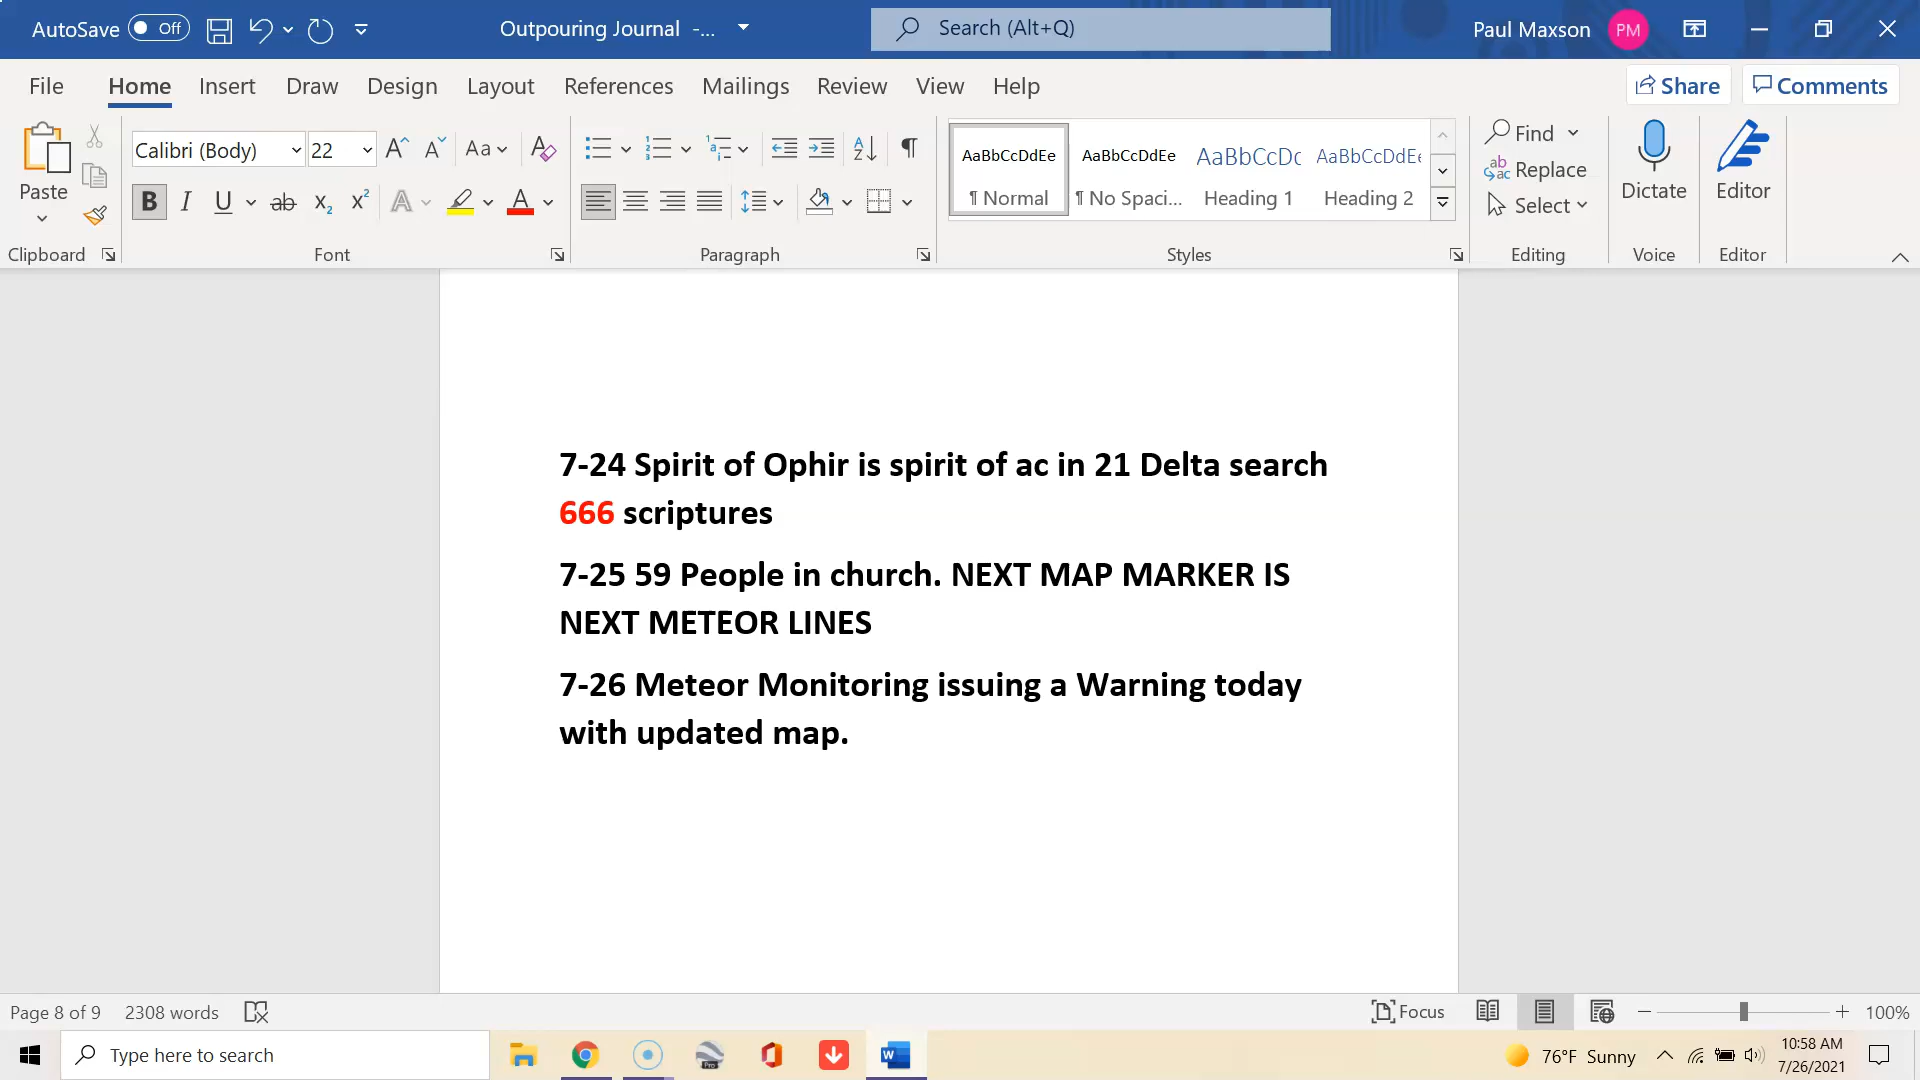 AutoSave Off Outpouring Journal -... Search (Alt+Q) Paul Maxson PM
File Home Insert Draw Design Layout References Mailings Review View Help Share Comments
Paste Calibri (Body) 22 A A Aa A AaBbCcDdEe AaBbCcDdEe AaBbCcDc AaBbCcDdEe Find Replace Select Dictate Editor
B I U ab x2 x2 A A ¶ Normal ¶ No Spaci... Heading 1 Heading 2
Clipboard Font Paragraph Styles Editing Voice Editor
7-24 Spirit of Ophir is spirit of ac in 21 Delta search
666 scriptures
7-25 59 People in church. NEXT MAP MARKER IS
NEXT METEOR LINES
7-26 Meteor Monitoring issuing a Warning today
with updated map.
Page 8 of 9 2308 words Focus 100%
Type here to search 76°F Sunny 10:58 AM
7/26/2021